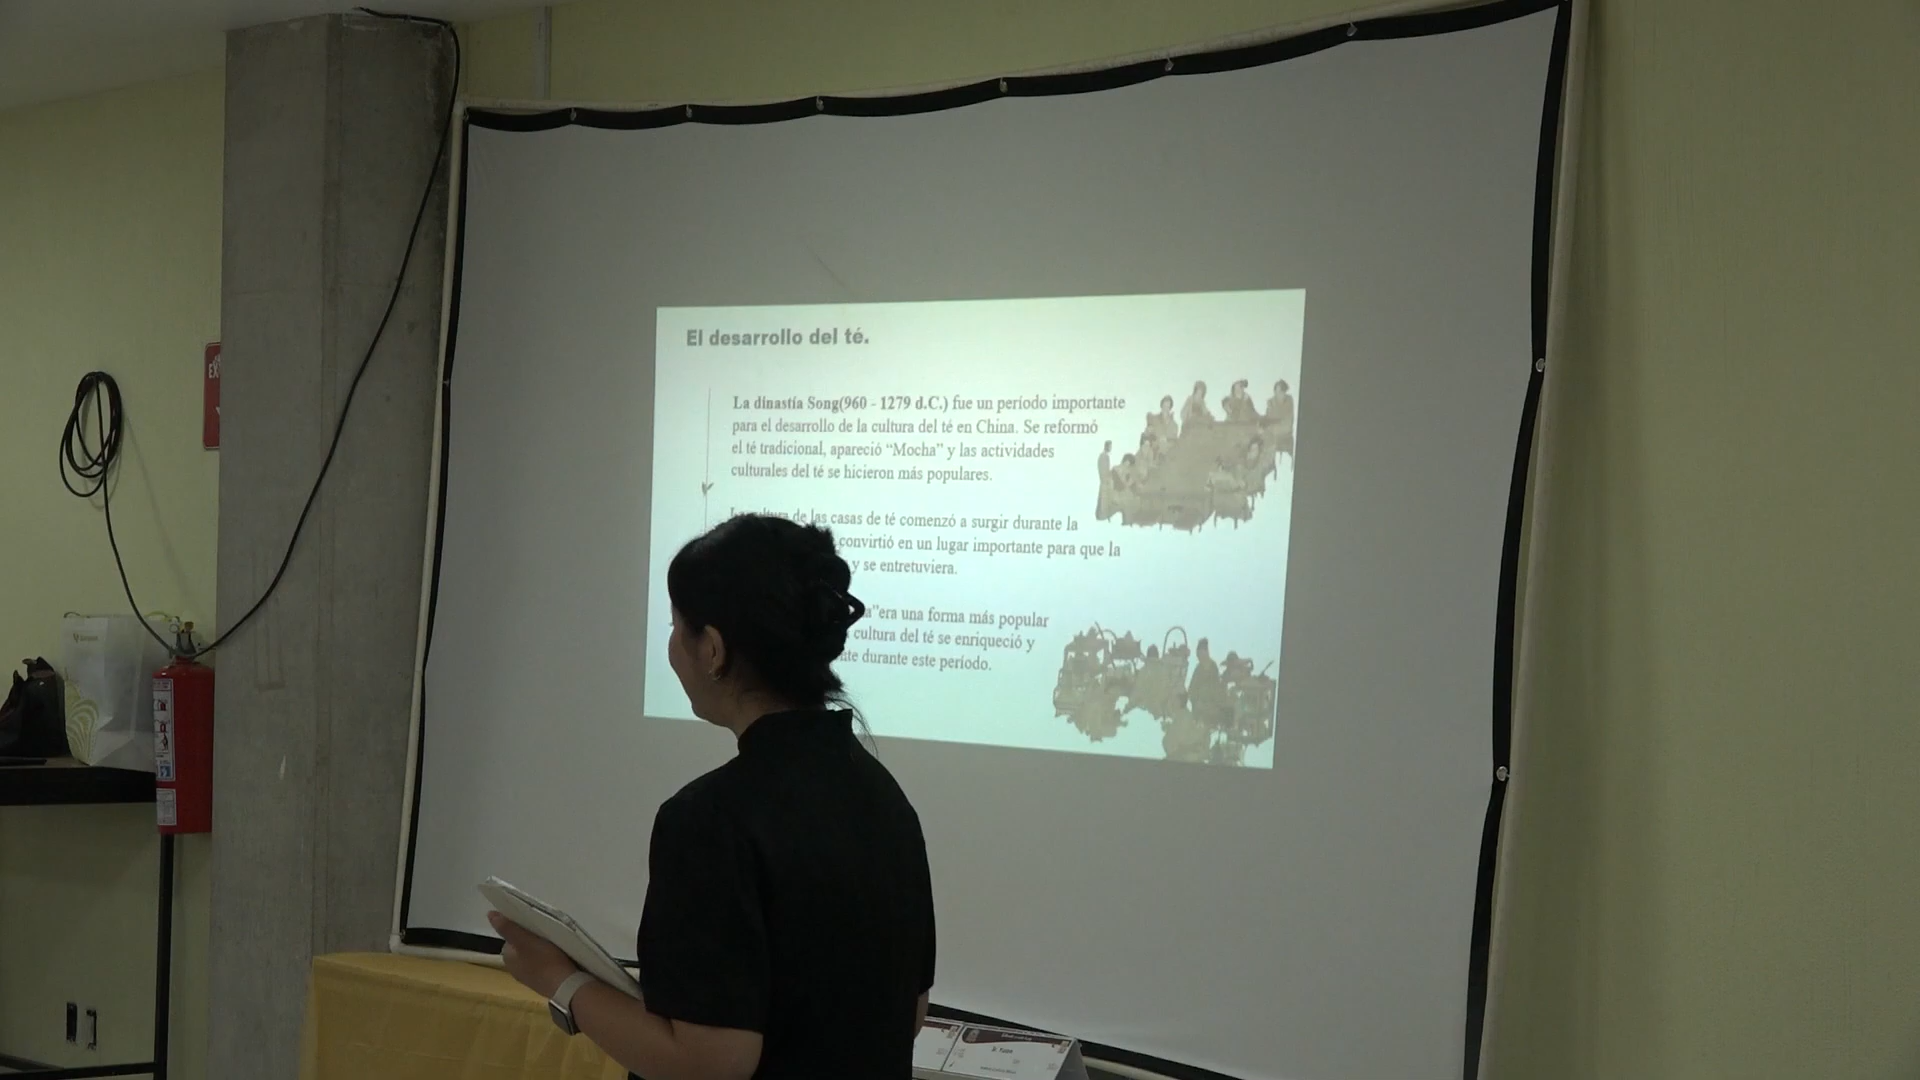 El desarrollo del té.
La dinastía Song(960 - 1279 d.C.) fue un período importante
para el desarrollo de la cultura del té en China. Se reformó
el té tradicional, apareció “Mocha” y las actividades
culturales del té se hicieron más populares.
de las casas de té comenzó a surgir durante la
convirtió en un lugar importante para que la
y se entretuviera.
a"era una forma más popular
cultura del té se enriqueció y
durante este período.
EX